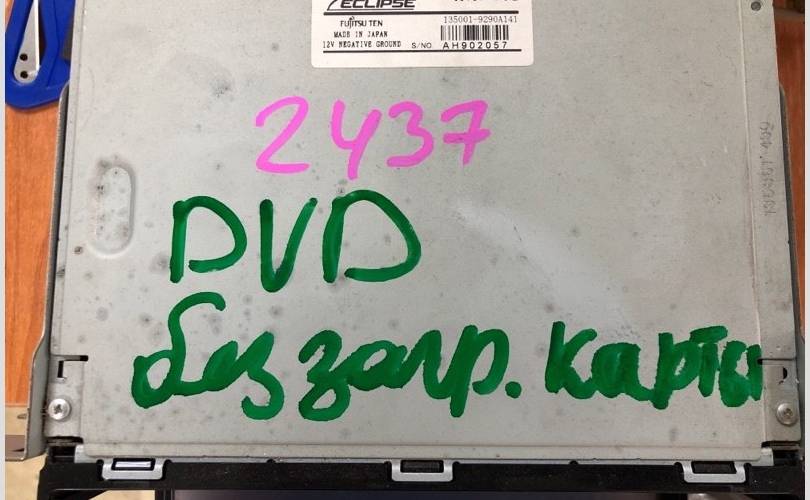 ECLIPSE
FUJITSU TEN
135001-9290A141
MADE IN JAPAN
12V NEGATIVE GROUND S/NO. AH902057
2437
DVD
без загр. карты